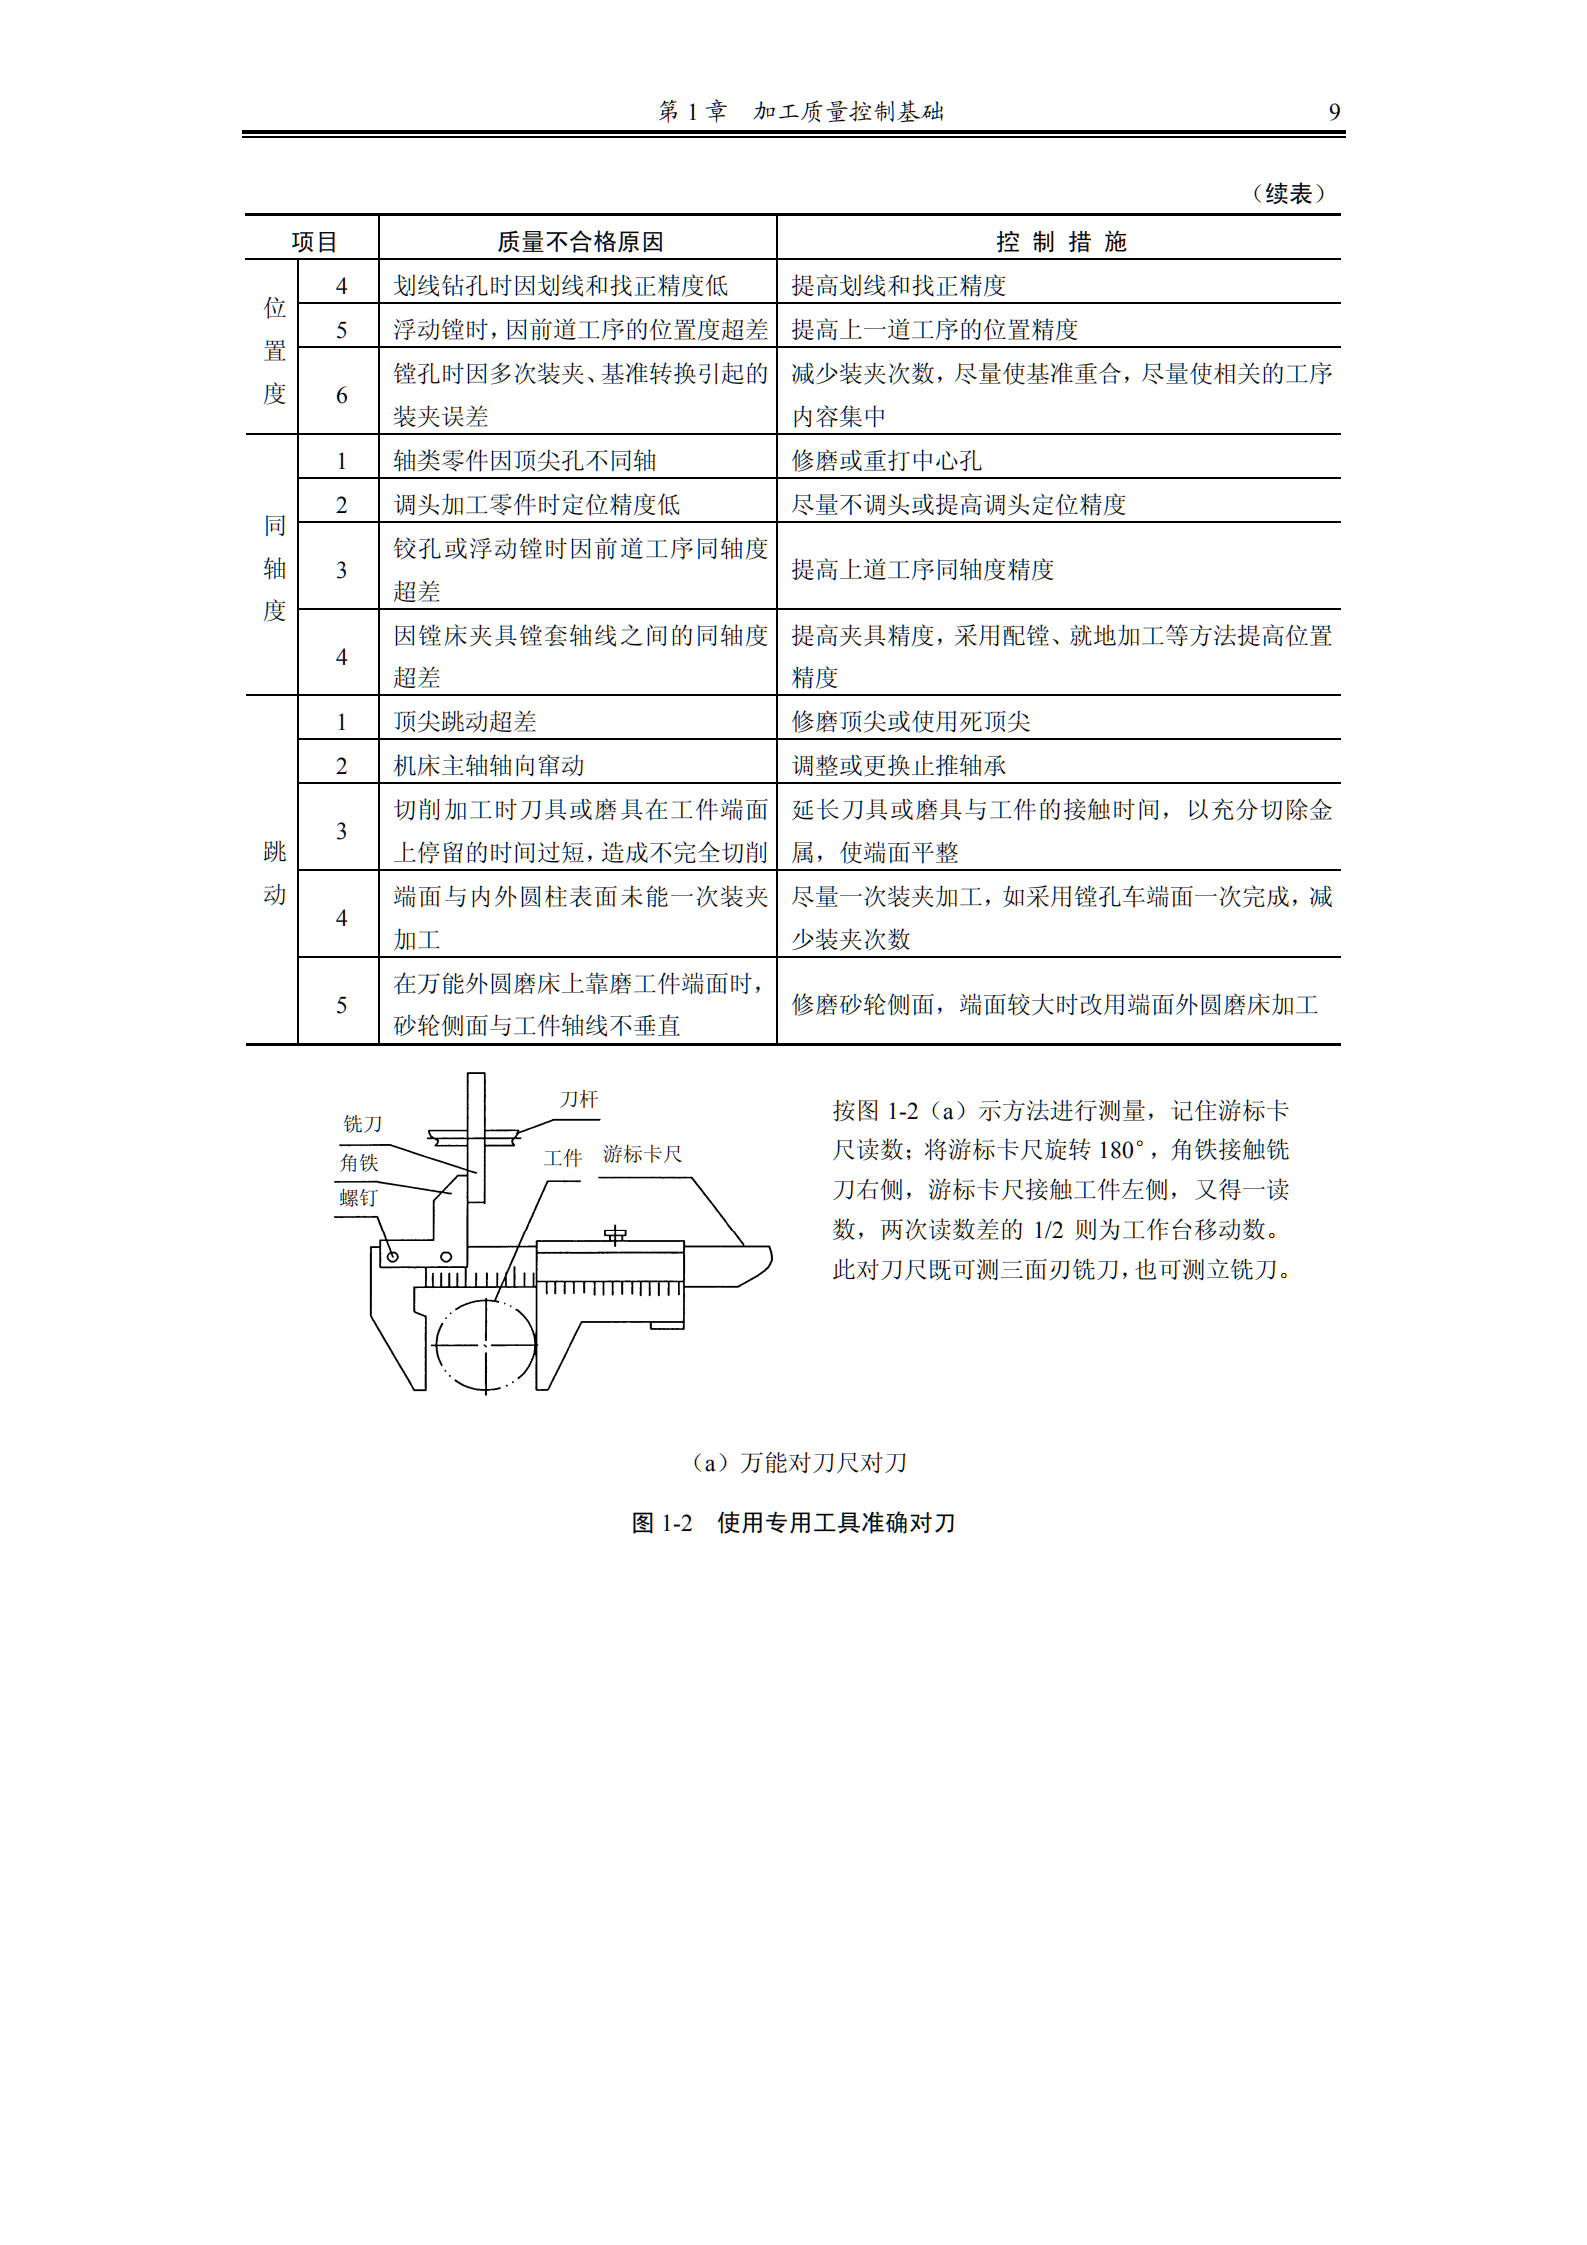 第 1 章 加工质量控制基础 9
（续表）
项目 质量不合格原因 控 制 措 施
位置度
4 划线钻孔时因划线和找正精度低 提高划线和找正精度
5 浮动镗时，因前道工序的位置度超差 提高上一道工序的位置精度
6 镗孔时因多次装夹、基准转换引起的
装夹误差
减少装夹次数，尽量使基准重合，尽量使相关的工序
内容集中
同轴度
1 轴类零件因顶尖孔不同轴 修磨或重打中心孔
2 调头加工零件时定位精度低 尽量不调头或提高调头定位精度
3 铰孔或浮动镗时因前道工序同轴度
超差
提高上道工序同轴度精度
4 因镗床夹具镗套轴线之间的同轴度
超差
提高夹具精度，采用配镗、就地加工等方法提高位置
精度
跳动
1 顶尖跳动超差 修磨顶尖或使用死顶尖
2 机床主轴轴向窜动 调整或更换止推轴承
3 切削加工时刀具或磨具在工件端面
上停留的时间过短，造成不完全切削
延长刀具或磨具与工件的接触时间，以充分切除金
属，使端面平整
4 端面与内外圆柱表面未能一次装夹
加工
尽量一次装夹加工，如采用镗孔车端面一次完成，减
少装夹次数
5 在万能外圆磨床上靠磨工件端面时，
砂轮侧面与工件轴线不垂直
修磨砂轮侧面，端面较大时改用端面外圆磨床加工
铣刀
角铁
螺钉
刀杆
工件
游标卡尺
按图 1-2（a）示方法进行测量，记住游标卡
尺读数；将游标卡尺旋转 180°，角铁接触铣
刀右侧，游标卡尺接触工件左侧，又得一读
数，两次读数差的 1/2 则为工作台移动数。
此对刀尺既可测三面刃铣刀，也可测立铣刀。
（a）万能对刀尺对刀
图 1-2 使用专用工具准确对刀